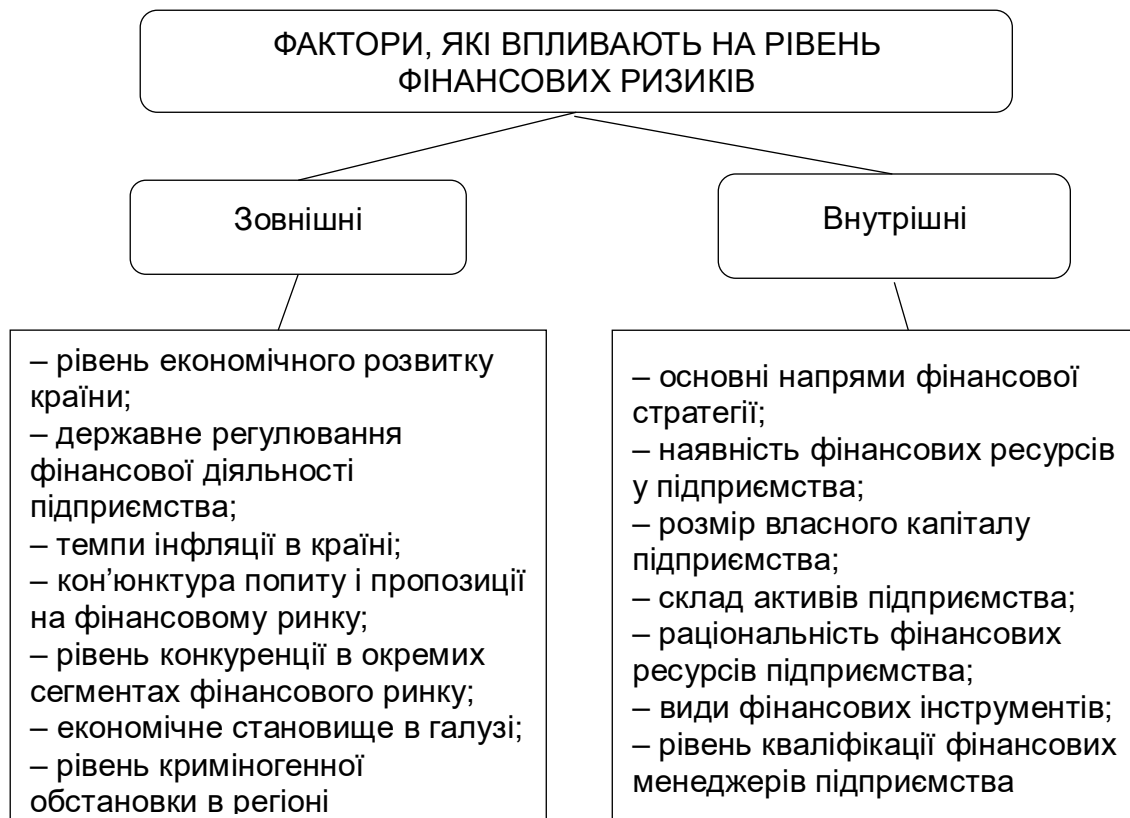 ФАКТОРИ, ЯКІ ВПЛИВАЮТЬ НА РІВЕНЬ
ФІНАНСОВИХ РИЗИКІВ
Зовнішні
Внутрішні
– рівень економічного розвитку
країни;
– державне регулювання
фінансової діяльності
підприємства;
– темпи інфляції в країні;
– кон’юнктура попиту і пропозиції
на фінансовому ринку;
– рівень конкуренції в окремих
сегментах фінансового ринку;
– економічне становище в галузі;
– рівень криміногенної
обстановки в регіоні
– основні напрями фінансової
стратегії;
– наявність фінансових ресурсів
у підприємства;
– розмір власного капіталу
підприємства;
– склад активів підприємства;
– раціональність фінансових
ресурсів підприємства;
– види фінансових інструментів;
– рівень кваліфікації фінансових
менеджерів підприємства